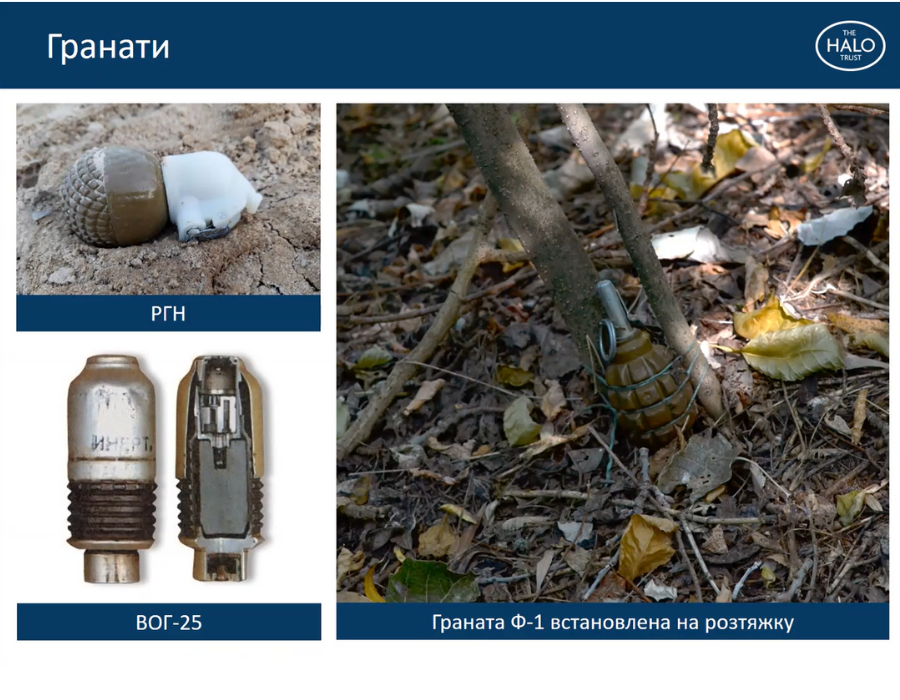 Гранати
THE
HALO
TRUST
РГН
ИНЕРТ.
ВОГ-25
Граната Ф-1 встановлена на розтяжку